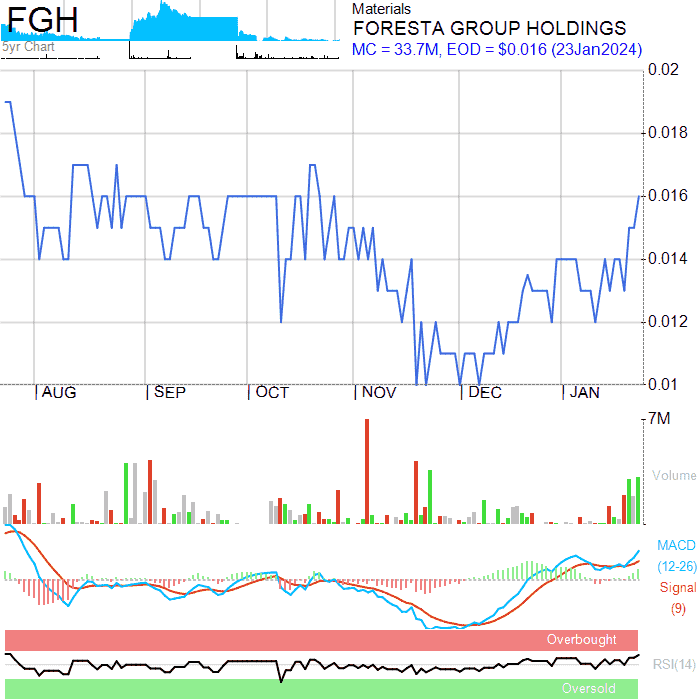 FGH
5yr Chart
Materials
FORESTA GROUP HOLDINGS
MC = 33.7M, EOD = $0.016 (23Jan2024)
0.02
0.018
0.016
0.014
0.012
0.01
AUG SEP OCT NOV DEC JAN
7M
Volume
MACD
(12-26)
Signal
(9)
Overbought
RSI(14)
Oversold